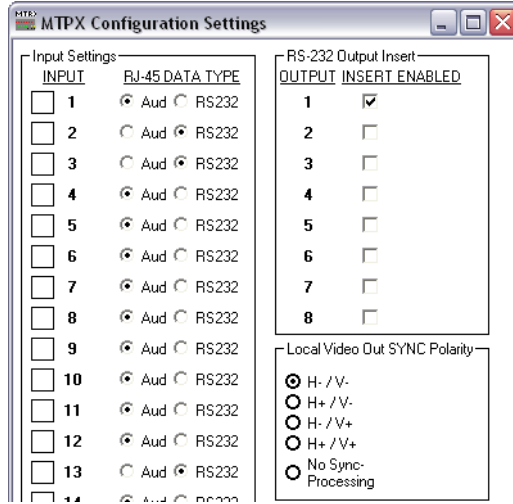 MTPX Configuration Settings
Input Settings
INPUT RJ-45 DATA TYPE
1 Aud RS232
2 Aud RS232
3 Aud RS232
4 Aud RS232
5 Aud RS232
6 Aud RS232
7 Aud RS232
8 Aud RS232
9 Aud RS232
10 Aud RS232
11 Aud RS232
12 Aud RS232
13 Aud RS232
14 Aud RS232
RS-232 Output Insert
OUTPUT INSERT ENABLED
1
2
3
4
5
6
7
8
Local Video Out SYNC Polarity
H- / V-
H+ / V-
H- / V+
H+ / V+
No Sync-
Processing